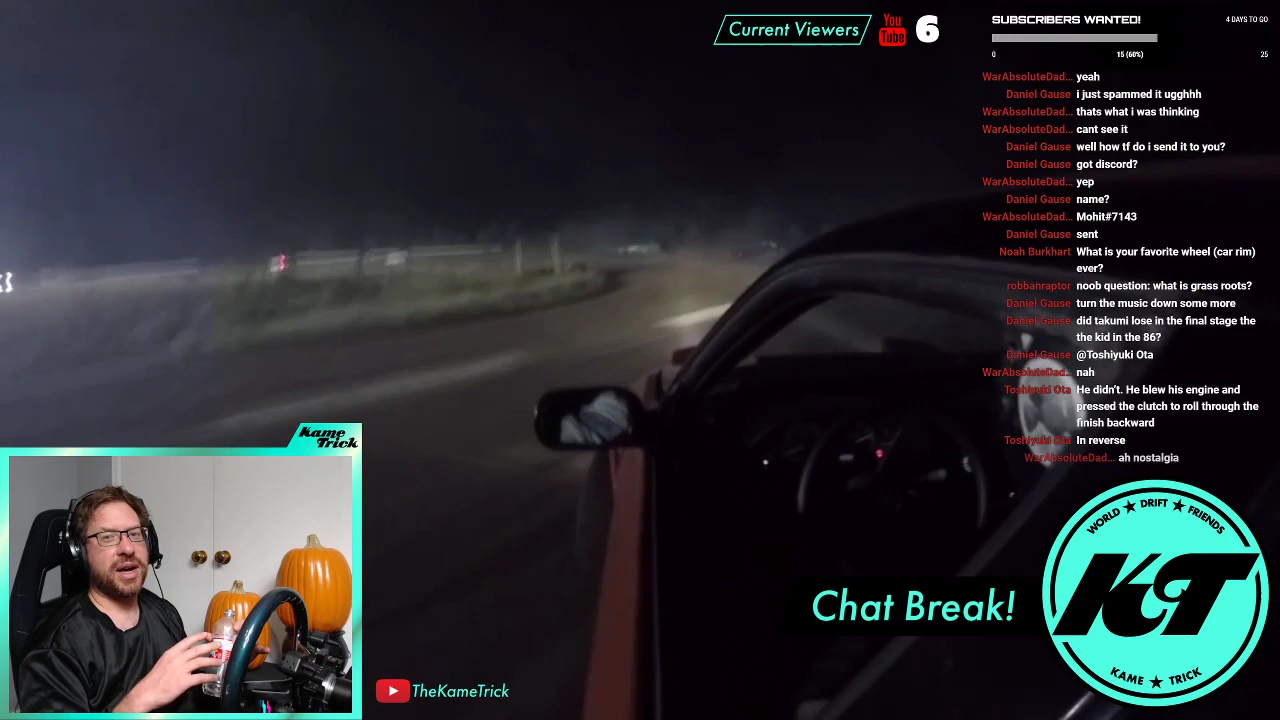 Current Viewers
You
Tube
6
SUBSCRIBERS WANTED!
4 DAYS TO GO
0
15 (60%)
25
WarAbsoluteDad... yeah
Daniel Gause i just spammed it ugghhh
WarAbsoluteDad... thats what i was thinking
WarAbsoluteDad... cant see it
Daniel Gause well how tf do i send it to you?
Daniel Gause got discord?
WarAbsoluteDad... yep
Daniel Gause name?
WarAbsoluteDad... Mohit#7143
Daniel Gause sent
Noah Burkhart What is your favorite wheel (car rim)
ever?
robbanraptor noob question: what is grass roots?
Daniel Gause turn the music down some more
Daniel Gause did takumi lose in the final stage the
the kid in the 86?
Daniel Gause @Toshiyuki Ota
WarAbsoluteDad... nah
Toshiyuki Ota He didn't. He blew his engine and
pressed the clutch to roll through the
finish backward
Toshiyuki Ota In reverse
WarAbsoluteDad... ah nostalgia
Kame
Trick
Chat Break!
WORLD ★ DRIFT ★ FRIENDS
KT
KAME ★ TRICK
TheKameTrick